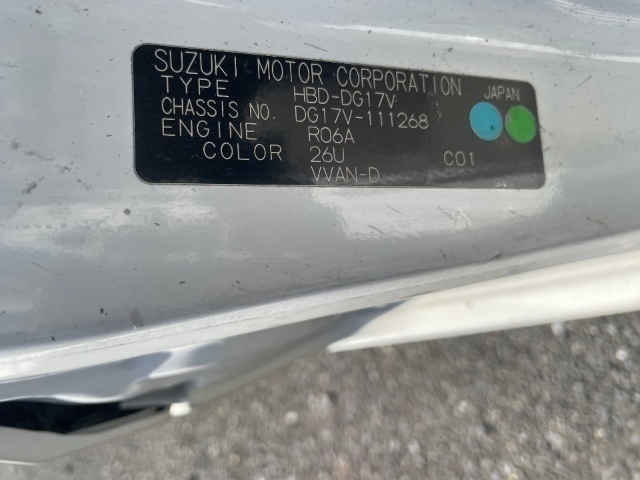 SUZUKI MOTOR CORPORATION
TYPE HBD-DG17V JAPAN
CHASSIS NO. DG17V-111268
ENGINE R06A
COLOR 26U C01
VVAN-D